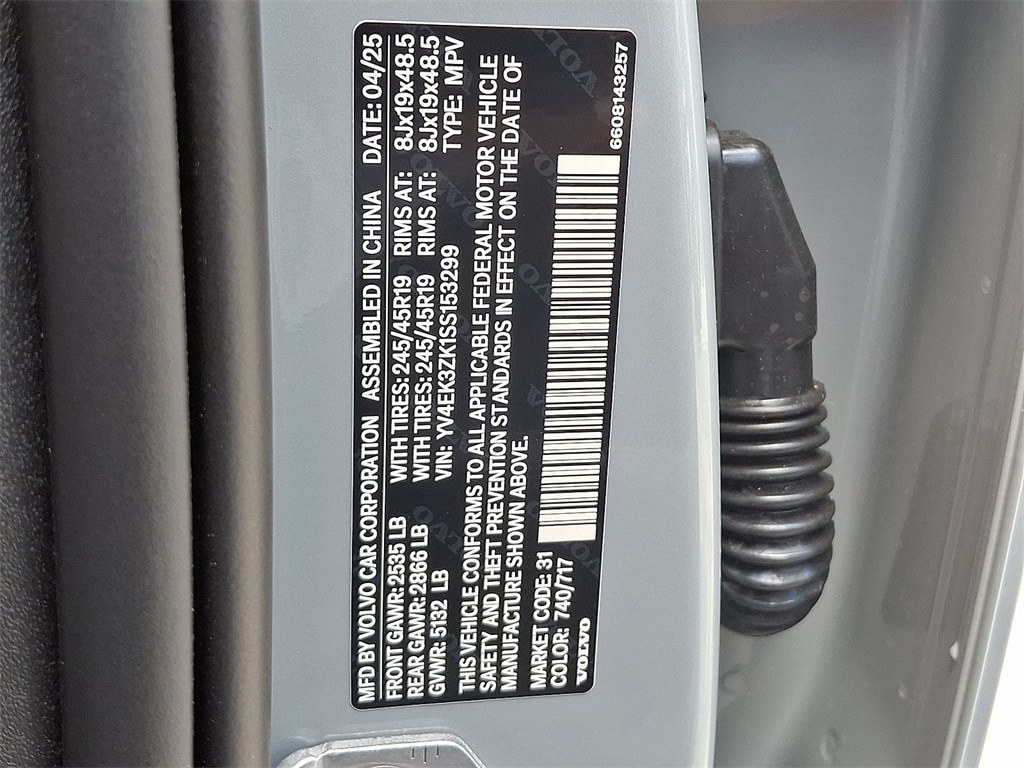 MFD BY VOLVO CAR CORPORATION ASSEMBLED IN CHINA DATE: 04/25
FRONT GAWR: 2535 LB WITH TIRES: 245/45R19 RIMS AT: 8Jx19x48.5
REAR GAWR: 2866 LB WITH TIRES: 245/45R19 RIMS AT: 8Jx19x48.5
GVWR: 5132 LB VIN: YV4EK3ZK1SS153299 TYPE: MPV
THIS VEHICLE CONFORMS TO ALL APPLICABLE FEDERAL MOTOR VEHICLE
SAFETY AND THEFT PREVENTION STANDARDS IN EFFECT ON THE DATE OF
MANUFACTURE SHOWN ABOVE.
MARKET CODE: 31
COLOR: 740/717
VOLVO
6608143257